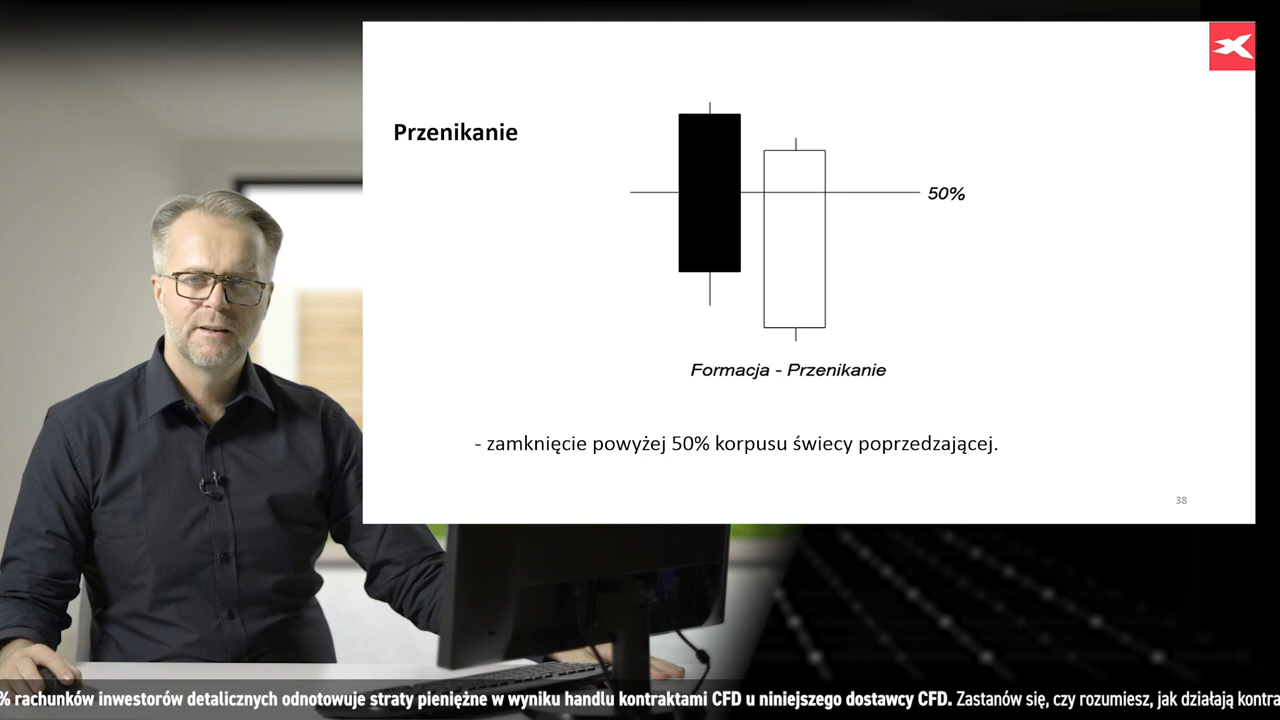 Przenikanie
50%
Formacja - Przenikanie
- zamknięcie powyżej 50% korpusu świecy poprzedzającej.
38
% rachunków inwestorów detalicznych odnotowuje straty pieniężne w wyniku handlu kontraktami CFD u niniejszego dostawcy CFD. Zastanów się, czy rozumiesz, jak działają kontra